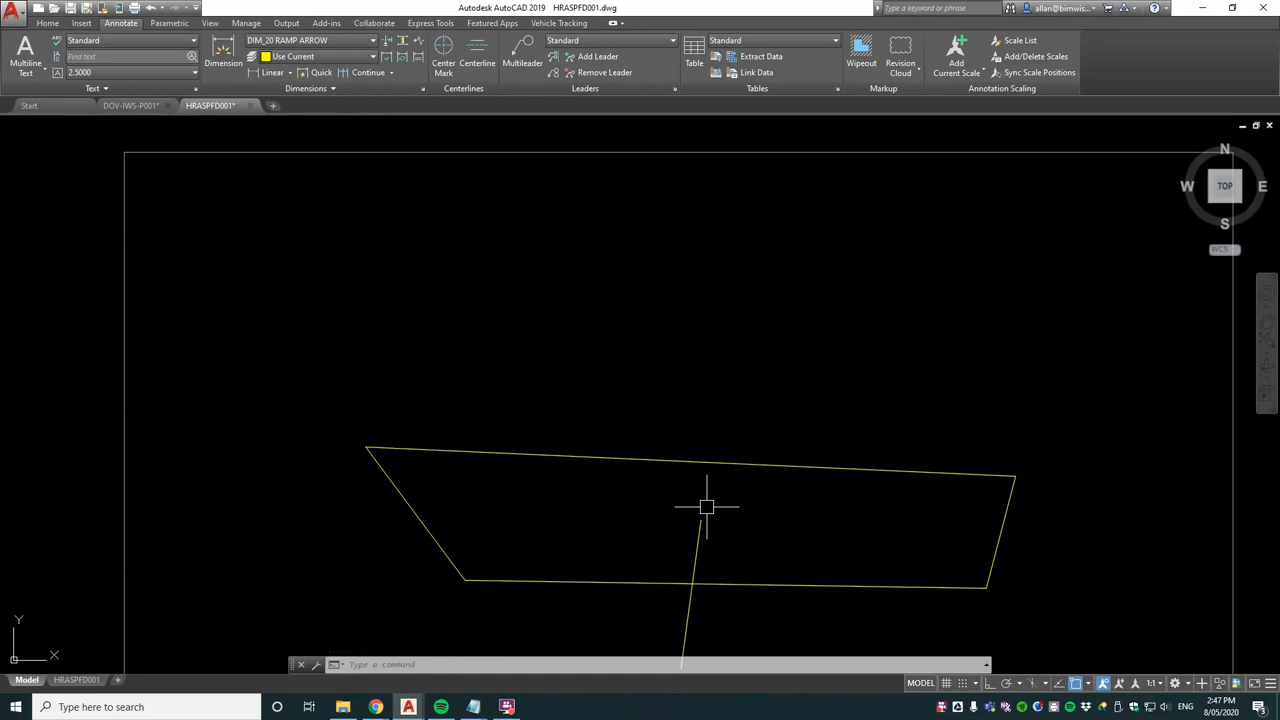 Autodesk AutoCAD 2019 HRASPFD001.dwg
Type a keyword or phrase
allan@bimwis...
Home Insert Annotate Parametric View Manage Output Add-ins Collaborate Express Tools Featured Apps Vehicle Tracking
Standard
Find text
2.5000
Multiline Text
Text
Dimension
DIM_20 RAMP ARROW
Use Current
Linear Quick Continue
Dimensions
Center Mark
Centerline
Centerlines
Multileader
Standard
Add Leader
Remove Leader
Leaders
Table
Standard
Extract Data
Link Data
Tables
Wipeout
Revision Cloud
Markup
Add Current Scale
Scale List
Add/Delete Scales
Sync Scale Positions
Annotation Scaling
Start DOV-IWS-P001* HRASPFD001*
N
W TOP E
S
WCS
Y
X
Type a command
Model HRASPFD001
MODEL 1:1
Type here to search
ENG
2:47 PM
8/05/2020
3